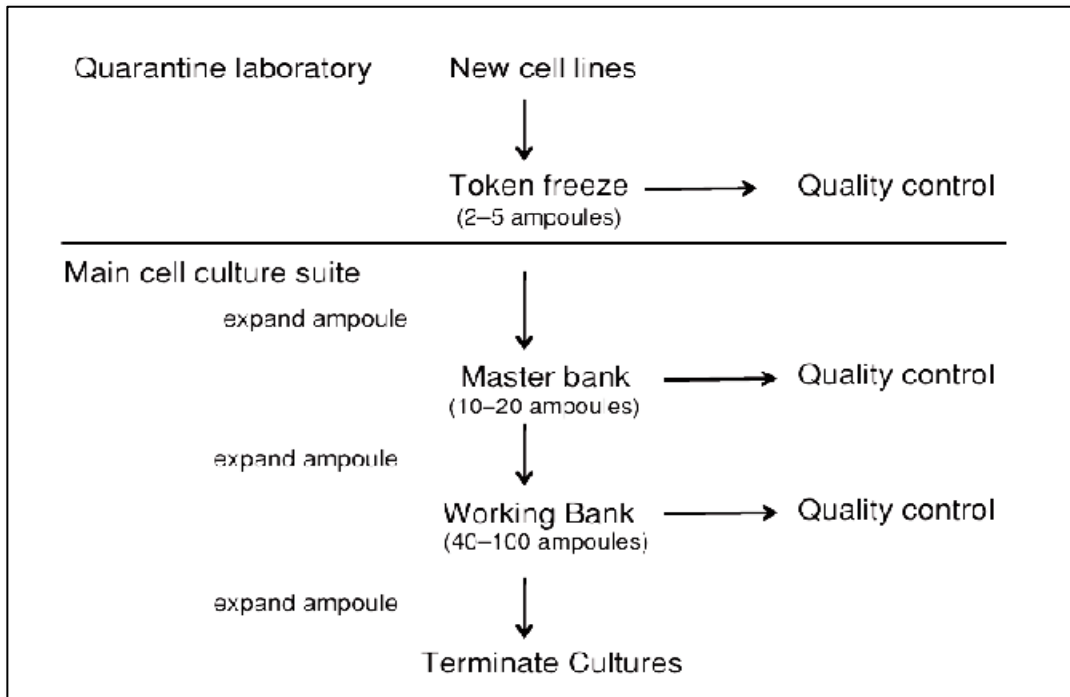 Quarantine laboratory New cell lines
Token freeze Quality control
(2–5 ampoules)
Main cell culture suite
expand ampoule
Master bank Quality control
(10–20 ampoules)
expand ampoule
Working Bank Quality control
(40–100 ampoules)
expand ampoule
Terminate Cultures